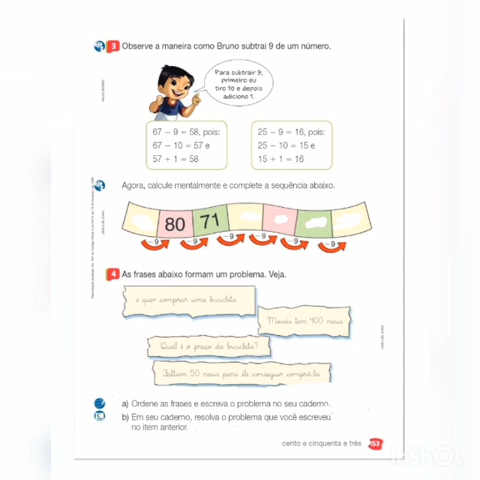 3 Observe a maneira como Bruno subtrai 9 de um número.
Para subtrair 9,
primeiro eu
tiro 10 e depois
adiciono 1.
67 − 9 = 58, pois:
67 − 10 = 57 e
57 + 1 = 58
25 − 9 = 16, pois:
25 − 10 = 15 e
15 + 1 = 16
Agora, calcule mentalmente e complete a sequência abaixo.
80 71
−9 −9 −9 −9 −9 −9
4 As frases abaixo formam um problema. Veja.
e quer comprar uma bicicleta.
Moisés tem 400 reais
Qual é o preço da bicicleta?
Faltam 50 reais para ele conseguir comprá-la.
a) Ordene as frases e escreva o problema no seu caderno.
b) Em seu caderno, resolva o problema que você escreveu
no item anterior.
cento e cinquenta e três 153